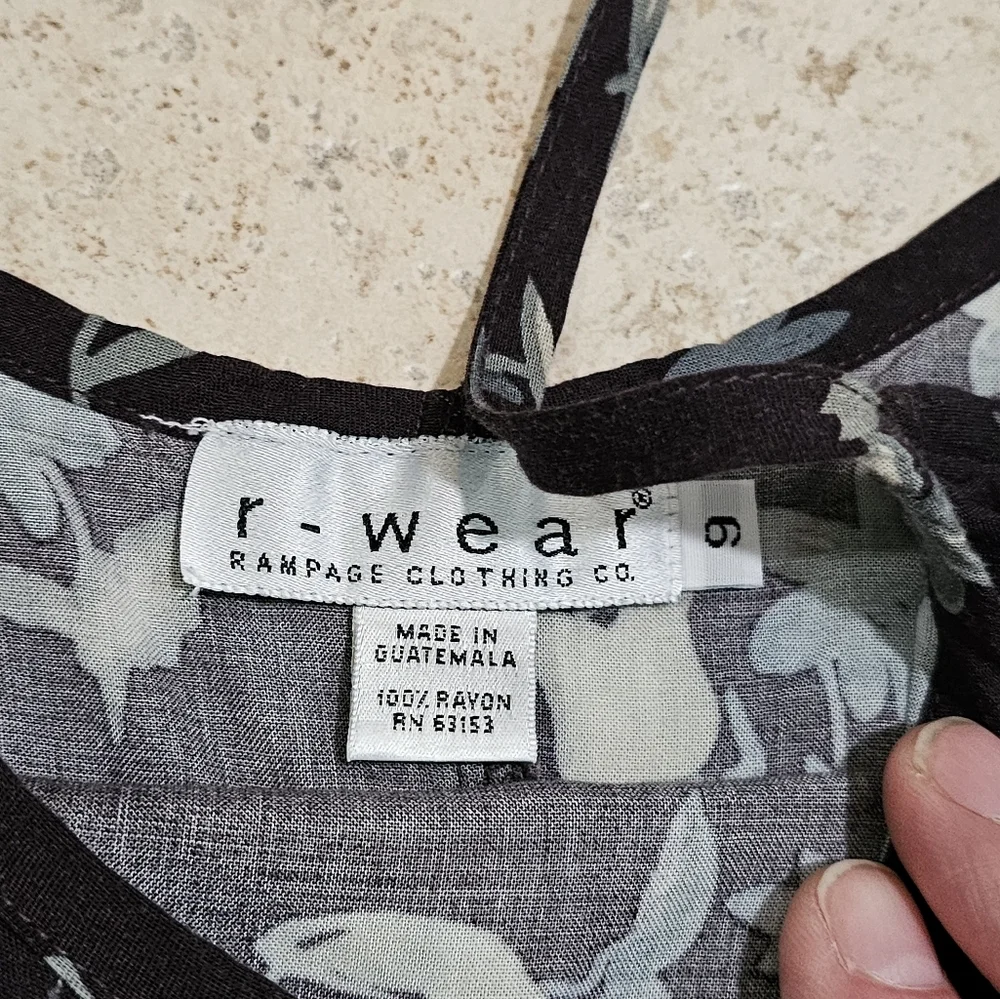 r-wear®
RAMPAGE CLOTHING CO.
9
MADE IN
GUATEMALA
100% RAYON
RN 63153